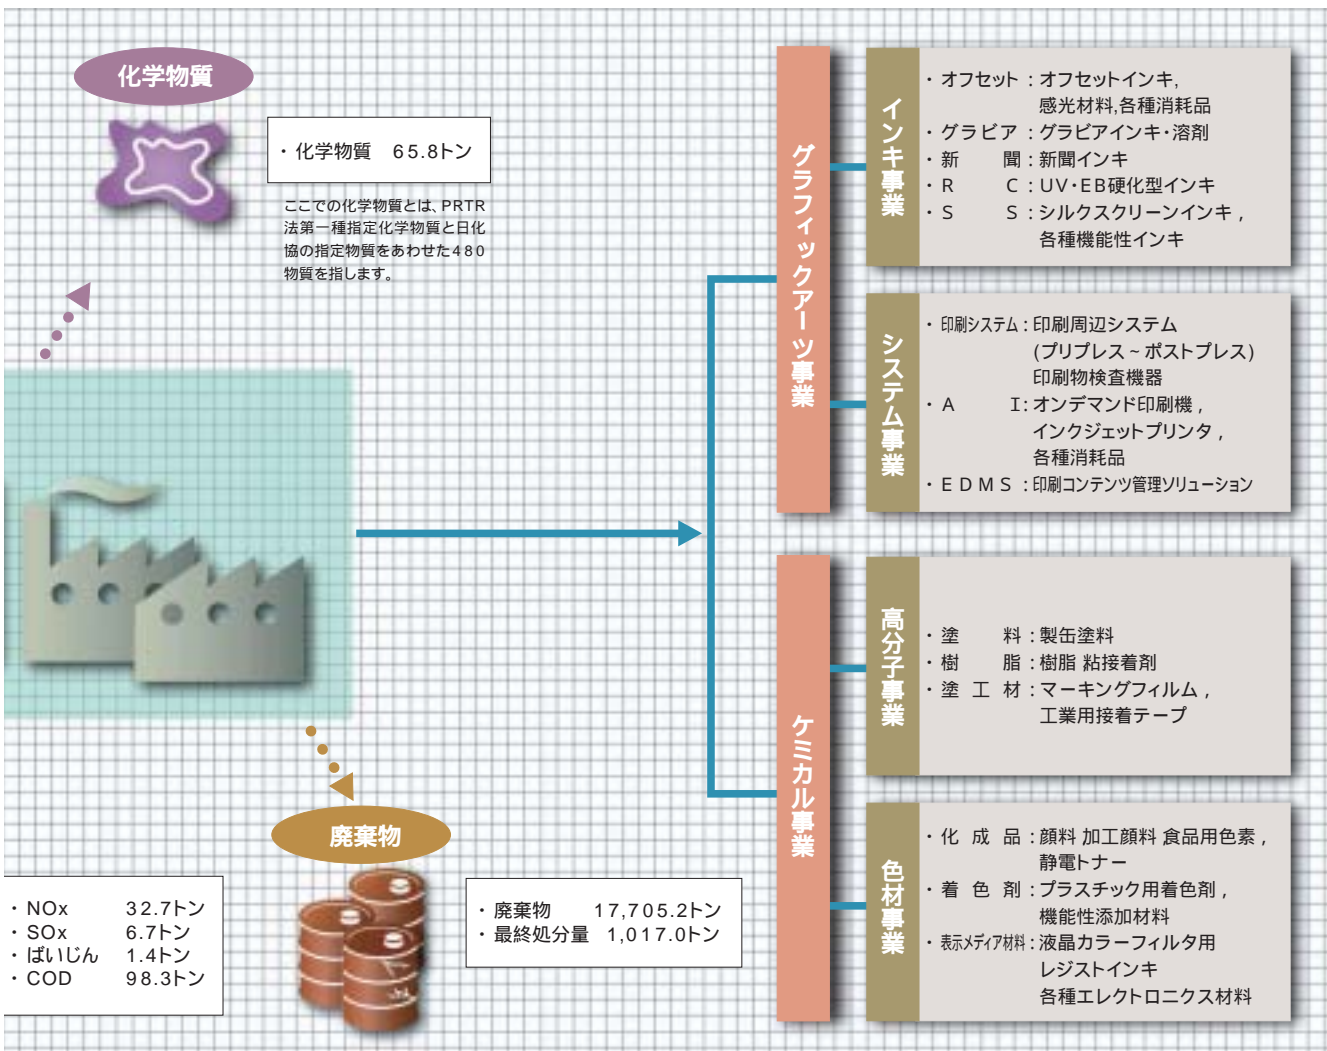 化学物質
・化学物質 65.8トン
ここでの化学物質とは、PRTR
法第一種指定化学物質と日化
協の指定物質をあわせた480
物質を指します。
廃棄物
・NOx 32.7トン
・SOx 6.7トン
・ばいじん 1.4トン
・COD 98.3トン
・廃棄物 17,705.2トン
・最終処分量 1,017.0トン
グラフィックアーツ事業
インキ事業
・オフセット：オフセットインキ,
感光材料,各種消耗品
・グラビア：グラビアインキ・溶剤
・新聞：新聞インキ
・RC：UV・EB硬化型インキ
・SS：シルクスクリーンインキ,
各種機能性インキ
システム事業
・印刷システム：印刷周辺システム
(プリプレス~ポストプレス)
印刷物検査機器
・AI：オンデマンド印刷機,
インクジェットプリンタ,
各種消耗品
・EDMS：印刷コンテンツ管理ソリューション
ケミカル事業
高分子事業
・塗料：製缶塗料
・樹脂：樹脂 粘接着剤
・塗工材：マーキングフィルム,
工業用接着テープ
色材事業
・化成品：顔料 加工顔料 食品用色素,
静電トナー
・着色剤：プラスチック用着色剤,
機能性添加材料
・表示メディア材料：液晶カラーフィルタ用
レジストインキ
各種エレクトロニクス材料